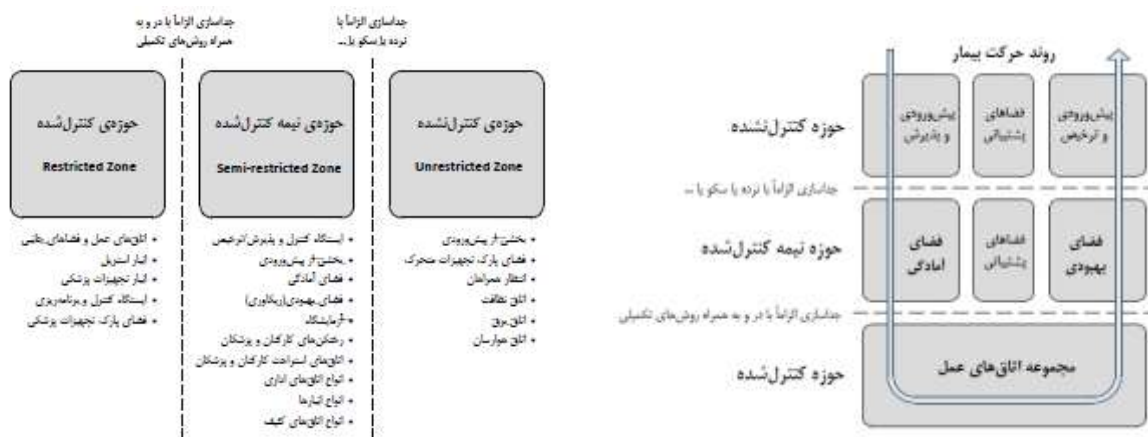 جداسازی الزاماً با
نرده یا سکو یا...
جداسازی الزاماً با در و به
همراه روش‌های تکمیلی
حوزه‌ی کنترل‌نشده
Unrestricted Zone
بخشی از پیش‌ورودی
فضای پارک تجهیزات متحرک
انتظار همراهان
اتاق نظافت
اتاق برق
اتاق هوارسان
حوزه‌ی نیمه کنترل‌شده
Semi-restricted Zone
ایستگاه کنترل و پذیرش/ترخیص
بخشی از پیش‌ورودی
فضای آمادگی
فضای بهبودی(ریکاوری)
آزمایشگاه
رختکن‌های کارکنان و پزشکان
اتاق‌های استراحت کارکنان و پزشکان
انواع اتاق‌های اداری
انواع انبارها
انواع اتاق‌های کثیف
حوزه‌ی کنترل‌شده
Restricted Zone
اتاق‌های عمل و فضاهای جانبی
انبار استریل
انبار تجهیزات پزشکی
ایستگاه کنترل و برنامه‌ریزی
فضای پارک تجهیزات پزشکی
روند حرکت بیمار
پیش‌ورودی
و ترخیص
فضاهای
پشتیبانی
پیش‌ورودی
و پذیرش
حوزه کنترل‌نشده
جداسازی الزاماً با نرده یا سکو یا ...
فضای
بهبودی
فضاهای
پشتیبانی
فضای
آمادگی
حوزه نیمه کنترل‌شده
جداسازی الزاماً با در و به همراه روش‌های تکمیلی
مجموعه اتاق‌های عمل
حوزه کنترل‌شده